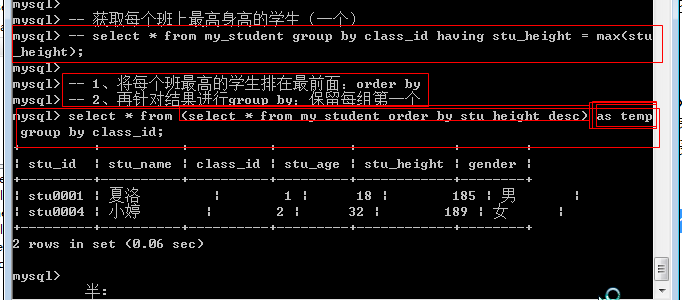 mysql>
mysql> -- 获取每个班上最高身高的学生（一个）
mysql> -- select * from my_student group by class_id having stu_height = max(stu
_height);
mysql>
mysql> -- 1、将每个班最高的学生排在最前面：order by
mysql> -- 2、再针对结果进行group by：保留每组第一个
mysql> select * from (select * from my_student order by stu_height desc) as temp
 group by class_id;
+---------+----------+----------+---------+------------+--------+
| stu_id | stu_name | class_id | stu_age | stu_height | gender |
+---------+----------+----------+---------+------------+--------+
| stu0001 | 夏洛 | 1 | 18 | 185 | 男 |
| stu0004 | 小婷 | 2 | 32 | 189 | 女 |
+---------+----------+----------+---------+------------+--------+
2 rows in set (0.06 sec)
mysql>
半: